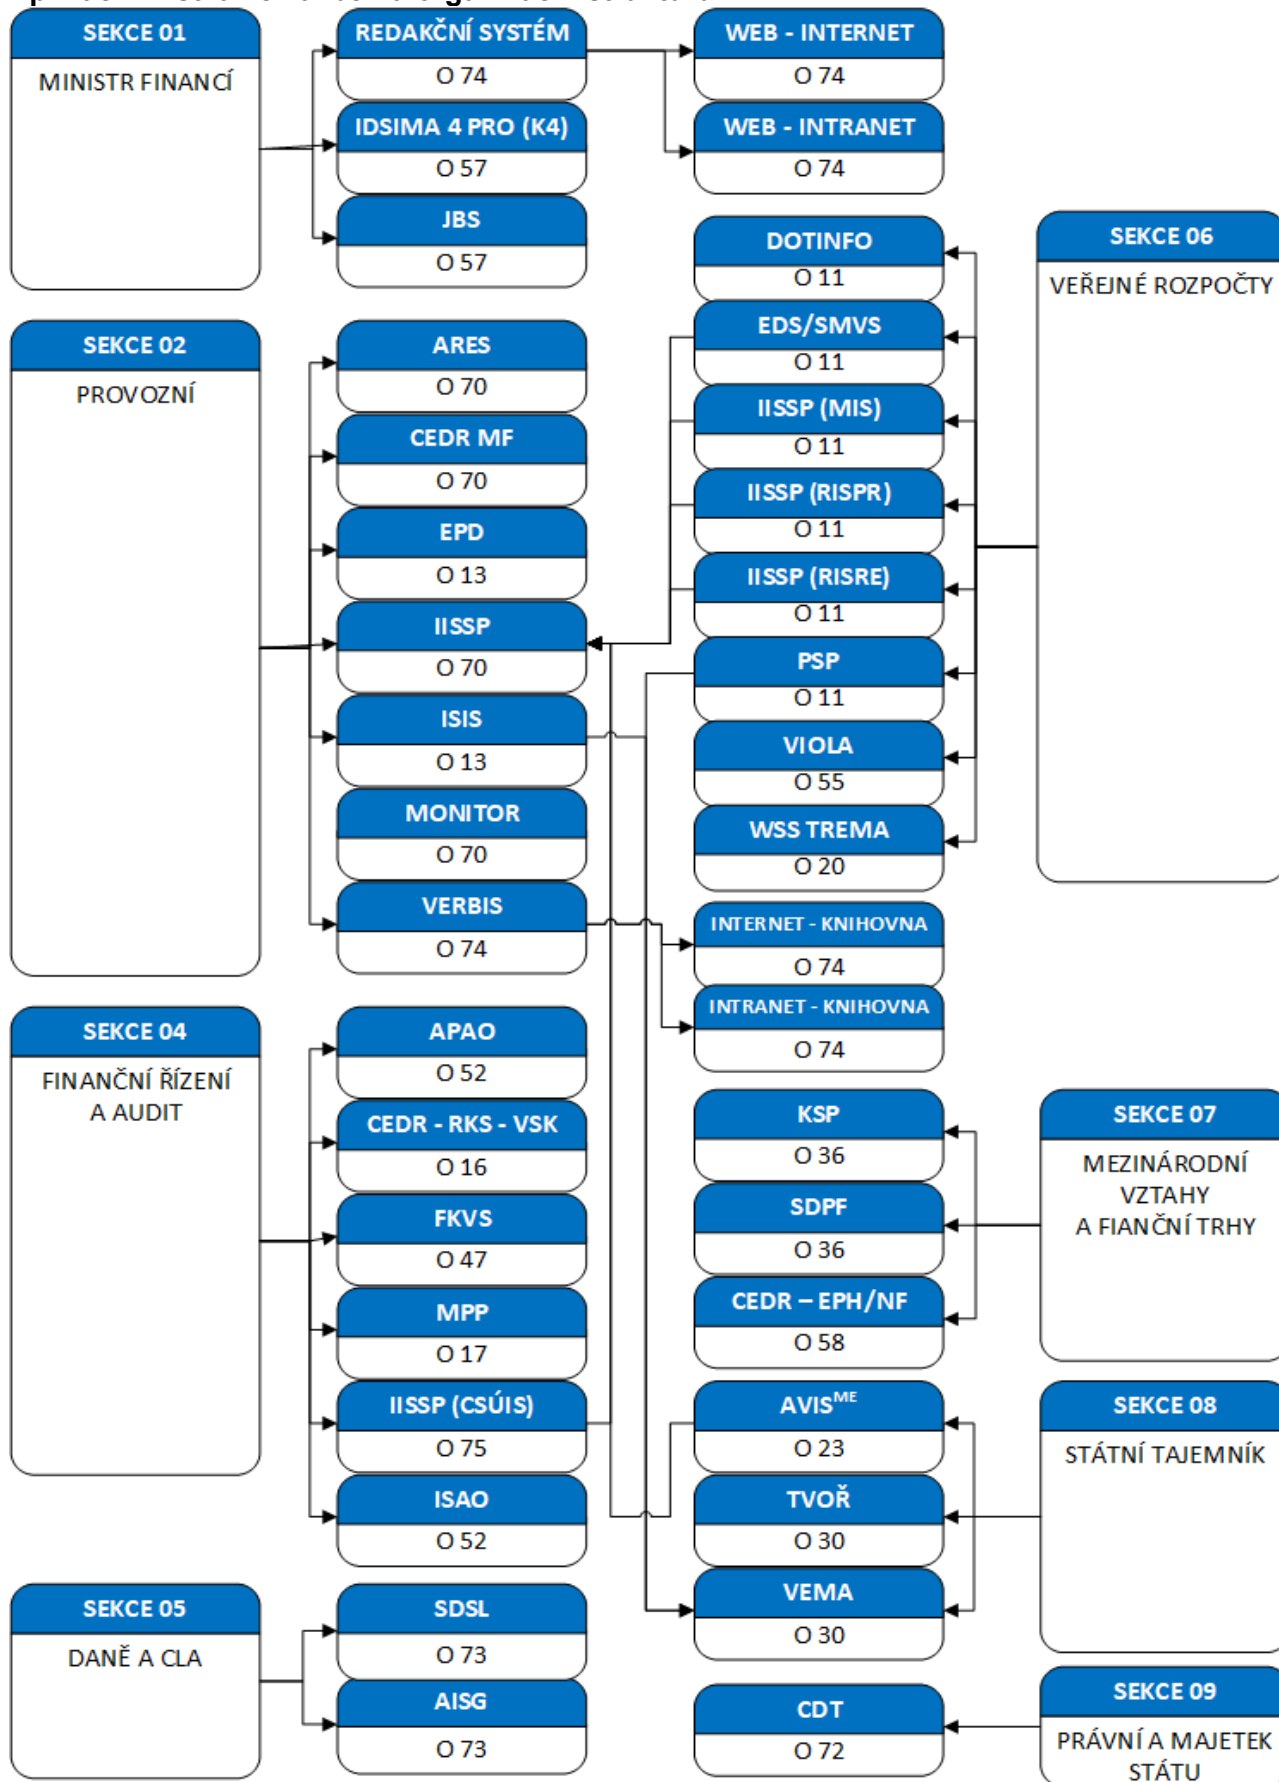 SEKCE 01
MINISTR FINANCÍ
REDAKČNÍ SYSTÉM
O 74
IDSIMA 4 PRO (K4)
O 57
JBS
O 57
WEB - INTERNET
O 74
WEB - INTRANET
O 74
SEKCE 02
PROVOZNÍ
ARES
O 70
CEDR MF
O 70
EPD
O 13
IISSP
O 70
ISIS
O 13
MONITOR
O 70
VERBIS
O 74
DOTINFO
O 11
EDS/SMVS
O 11
IISSP (MIS)
O 11
IISSP (RISPR)
O 11
IISSP (RISRE)
O 11
PSP
O 11
VIOLA
O 55
WSS TREMA
O 20
SEKCE 06
VEŘEJNÉ ROZPOČTY
INTERNET - KNIHOVNA
O 74
INTRANET - KNIHOVNA
O 74
SEKCE 04
FINANČNÍ ŘÍZENÍ
A AUDIT
APAO
O 52
CEDR - RKS - VSK
O 16
FKVS
O 47
MPP
O 17
IISSP (CSÚIS)
O 75
ISAO
O 52
KSP
O 36
SDPF
O 36
CEDR – EPH/NF
O 58
SEKCE 07
MEZINÁRODNÍ
VZTAHY
A FIANČNÍ TRHY
AVISME
O 23
TVOŘ
O 30
VEMA
O 30
SEKCE 08
STÁTNÍ TAJEMNÍK
SEKCE 05
DANĚ A CLA
SDSL
O 73
AISG
O 73
CDT
O 72
SEKCE 09
PRÁVNÍ A MAJETEK
STÁTU